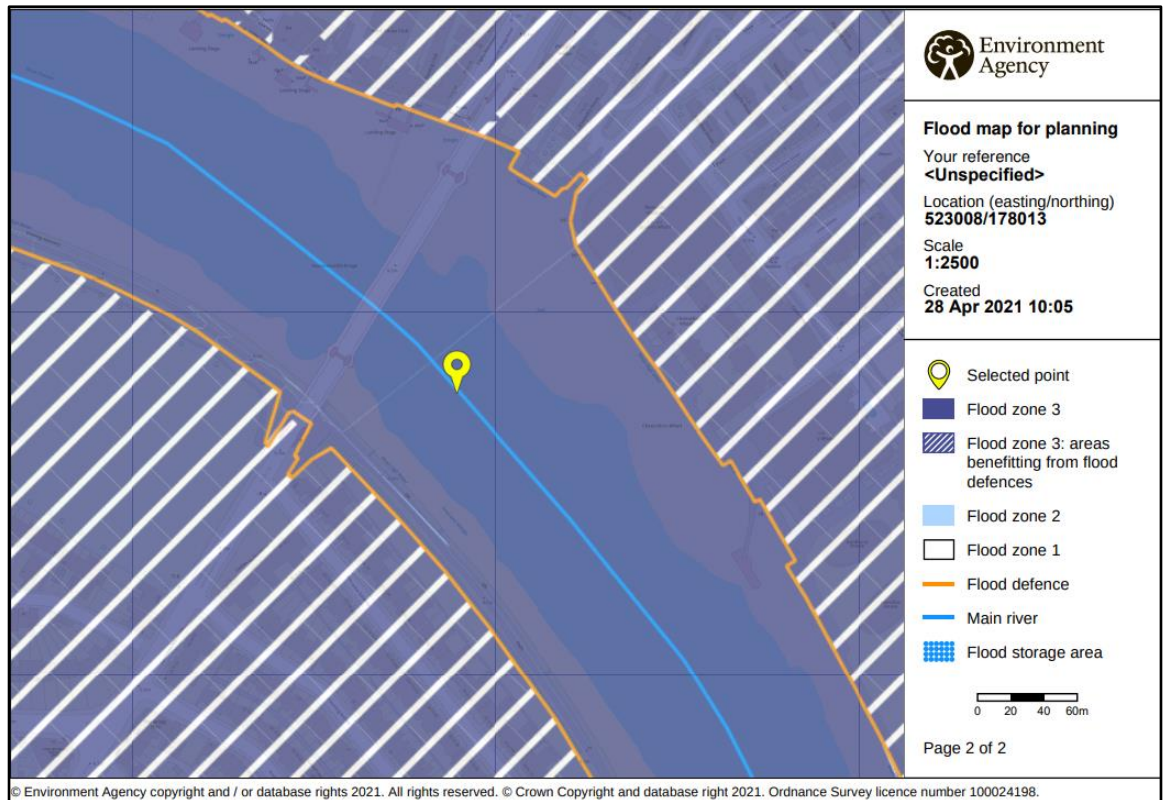 Environment
Agency
Flood map for planning
Your reference
<Unspecified>
Location (easting/northing)
523008/178013
Scale
1:2500
Created
28 Apr 2021 10:05
Selected point
Flood zone 3
Flood zone 3: areas
benefitting from flood
defences
Flood zone 2
Flood zone 1
Flood defence
Main river
Flood storage area
0 20 40 60m
Page 2 of 2
© Environment Agency copyright and / or database rights 2021. All rights reserved. © Crown Copyright and database right 2021. Ordnance Survey licence number 100024198.